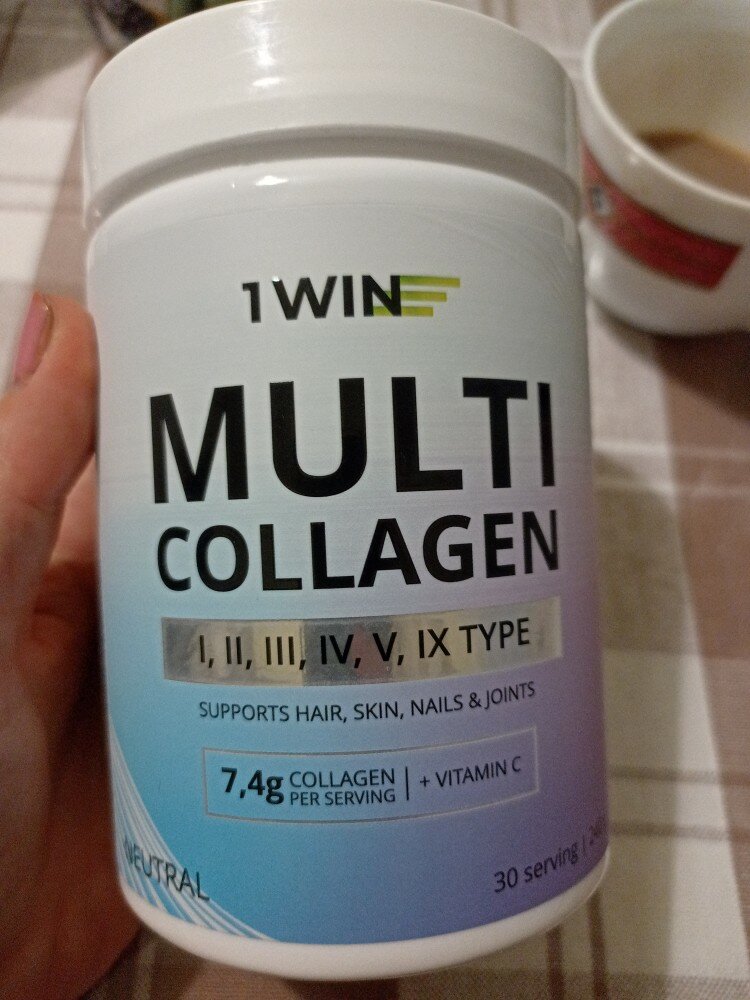 1WIN
MULTI
COLLAGEN
I, II, III, IV, V, IX TYPE
SUPPORTS HAIR, SKIN, NAILS & JOINTS
7,4g COLLAGEN PER SERVING | + VITAMIN C
NEUTRAL
30 serving |